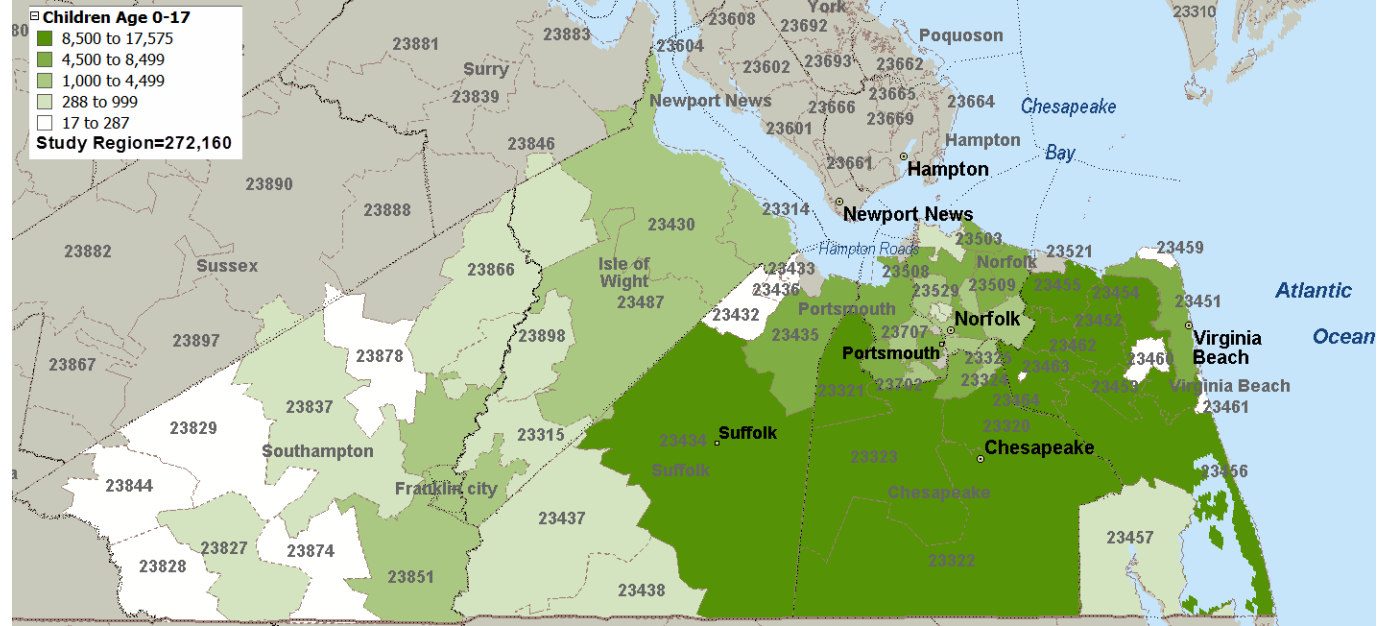 Children Age 0-17
8,500 to 17,575
4,500 to 8,499
1,000 to 4,499
288 to 999
17 to 287
Study Region=272,160
80
23881
23883
23604
23608
York
23692
23310
Poquoson
Surry
23602
23693
23662
23839
Newport News
23665
23664
23666
23669
Chesapeake
23601
Hampton
23846
Bay
23661
Hampton
23890
23888
23314
Newport News
23430
23882
Hampton Roads
23503
23521
23459
Sussex
23866
Isle of
Wight
23433
23508
Norfolk
23436
23529
23509
23455
23454
Atlantic
23487
23432
Portsmouth
23451
23452
Norfolk
Ocean
23897
23898
23435
23707
Virginia
Beach
23867
23878
Portsmouth
23325
23462
23460
23463
23321
23702
23324
23453
Virginia Beach
23837
23464
23461
23829
23315
23320
Southampton
23434
Suffolk
Chesapeake
23323
Suffolk
23456
a
23844
Franklin city
Chesapeake
23437
23457
23827
23874
23828
23851
23322
23438